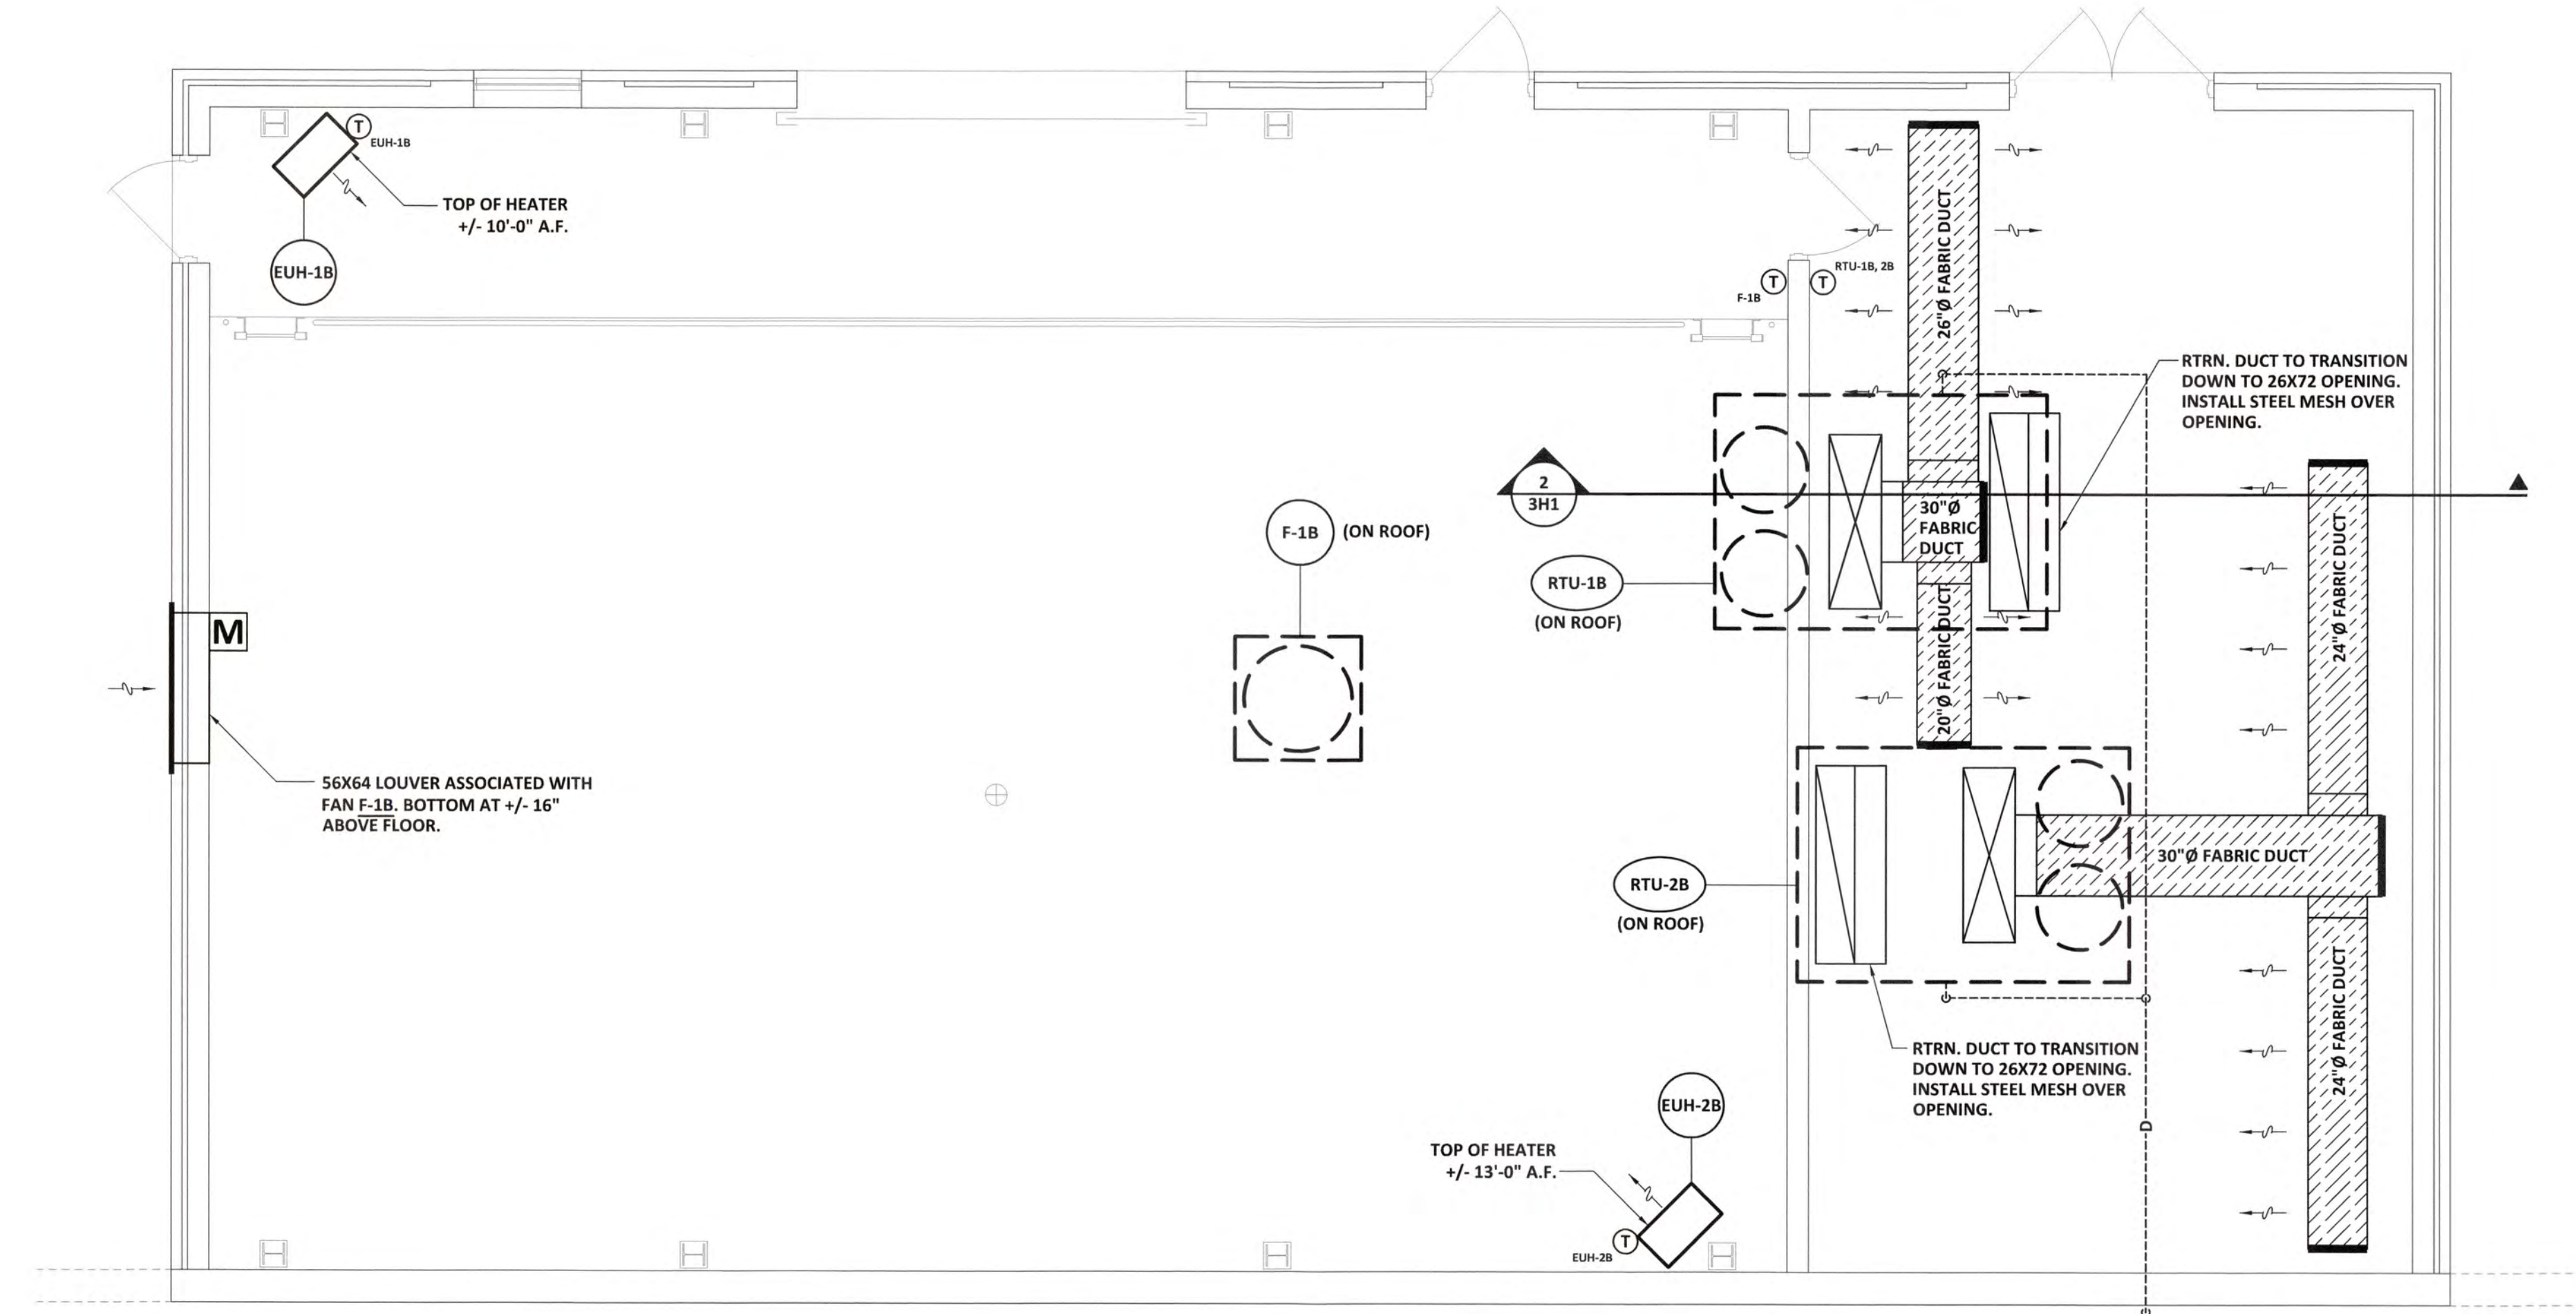 T
EUH-1B
TOP OF HEATER
+/- 10'-0" A.F.
EUH-1B
T
T
RTU-1B, 2B
F-1B
26"Ø FABRIC DUCT
RTRN. DUCT TO TRANSITION
DOWN TO 26X72 OPENING.
INSTALL STEEL MESH OVER
OPENING.
2
3H1
30"Ø
FABRIC
DUCT
F-1B
(ON ROOF)
RTU-1B
(ON ROOF)
20"Ø FABRIC DUCT
24"Ø FABRIC DUCT
M
56X64 LOUVER ASSOCIATED WITH
FAN F-1B. BOTTOM AT +/- 16"
ABOVE FLOOR.
30"Ø FABRIC DUCT
RTU-2B
(ON ROOF)
24"Ø FABRIC DUCT
RTRN. DUCT TO TRANSITION
DOWN TO 26X72 OPENING.
INSTALL STEEL MESH OVER
OPENING.
D
EUH-2B
TOP OF HEATER
+/- 13'-0" A.F.
T
EUH-2B